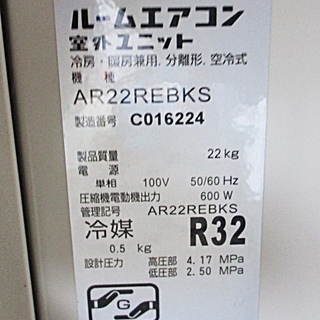 ルームエアコン
室外ユニット
冷房・暖房兼用, 分離形, 空冷式
機 種
AR22REBKS
製造番号 C016224
製品質量 22 kg
電 源
単相 100V 50/60 Hz
圧縮機電動機出力 600 W
管理記号 AR22REBKS
冷媒 R32
0.5 kg
設計圧力 高圧部 4.17 MPa
低圧部 2.50 MPa
G